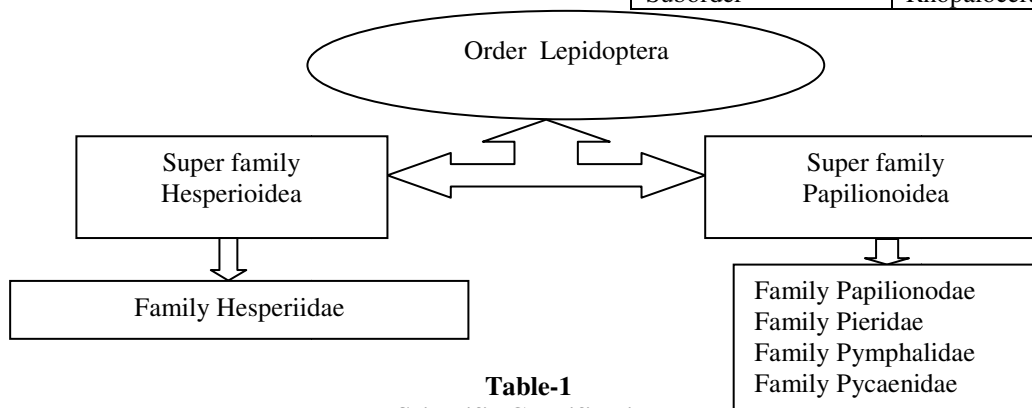 Suborder
Order Lepidoptera
Super family
Hesperioidea
Super family
Papilionoidea
Family Hesperiidae
Family Papilionodae
Family Pieridae
Family Pymphalidae
Family Pycaenidae
Table-1